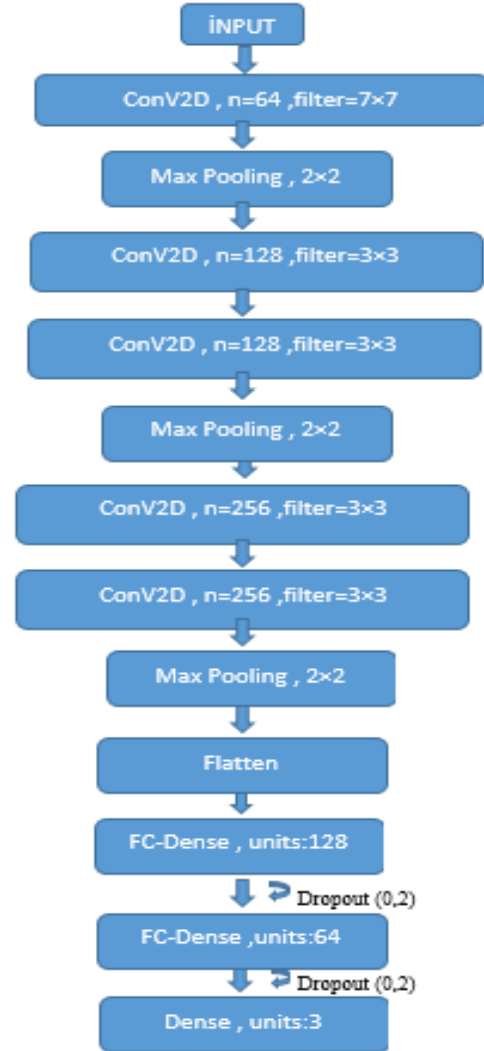 İNPUT
ConV2D , n=64 ,filter=7×7
Max Pooling , 2×2
ConV2D , n=128 ,filter=3×3
ConV2D , n=128 ,filter=3×3
Max Pooling , 2×2
ConV2D , n=256 ,filter=3×3
ConV2D , n=256 ,filter=3×3
Max Pooling , 2×2
Flatten
FC-Dense , units:128
Dropout (0,2)
FC-Dense ,units:64
Dropout (0,2)
Dense , units:3